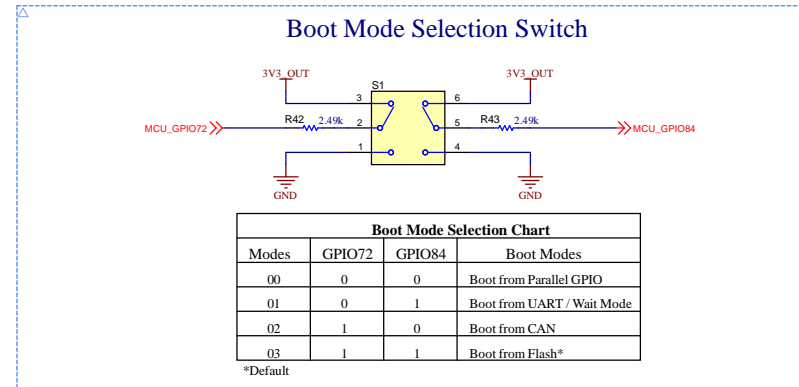 Boot Mode Selection Switch
3V3_OUT 3V3_OUT
S1
3 6
MCU_GPIO72 R42 2.49k 2 5 R43 2.49k MCU_GPIO84
1 4
GND GND
Boot Mode Selection Chart
Modes GPIO72 GPIO84 Boot Modes
00 0 0 Boot from Parallel GPIO
01 0 1 Boot from UART / Wait Mode
02 1 0 Boot from CAN
03 1 1 Boot from Flash*
*Default